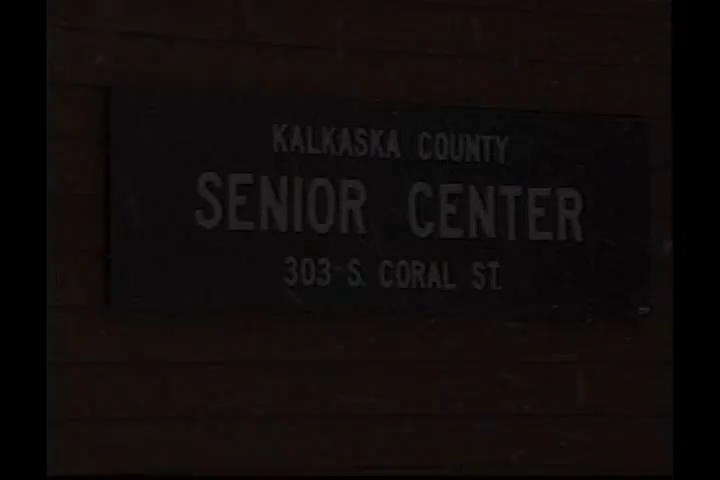 KALKASKA COUNTY
SENIOR CENTER
303 S. CORAL ST.